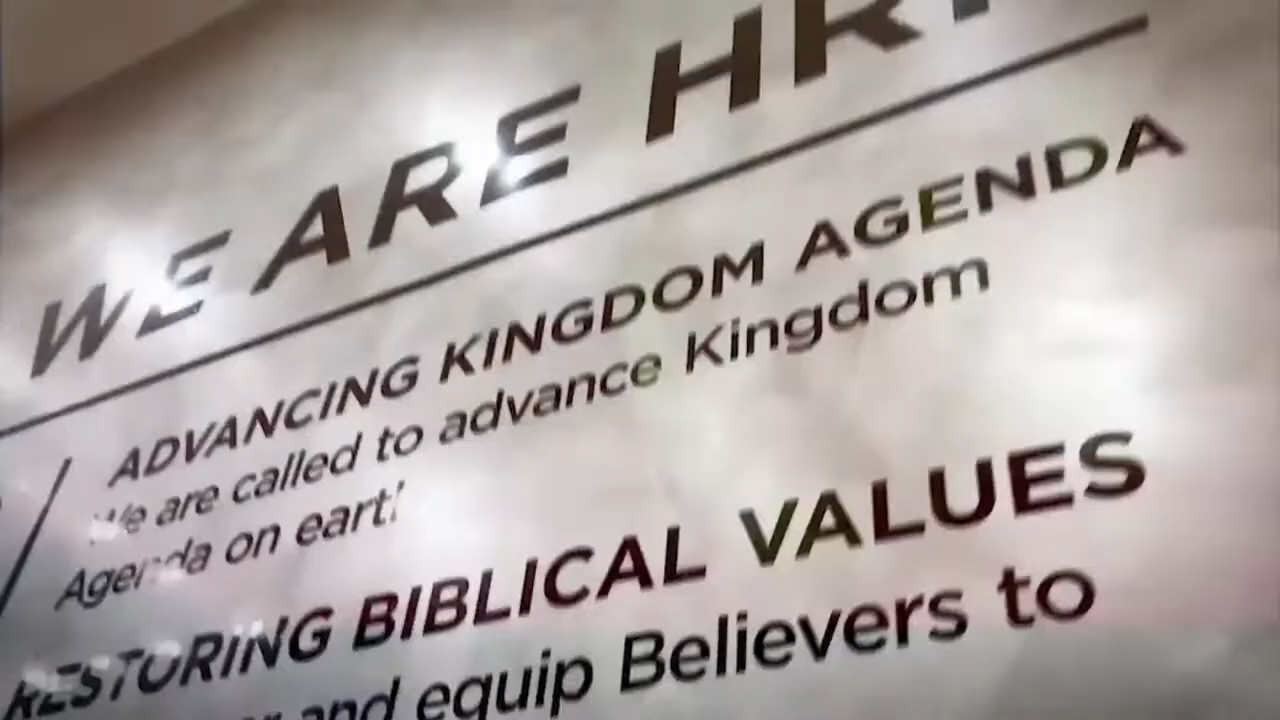 WE ARE
ADVANCING KINGDOM AGENDA
We are called to advance Kingdom
Agenda on
RESTORING BIBLICAL VALUES
and equip Believers to